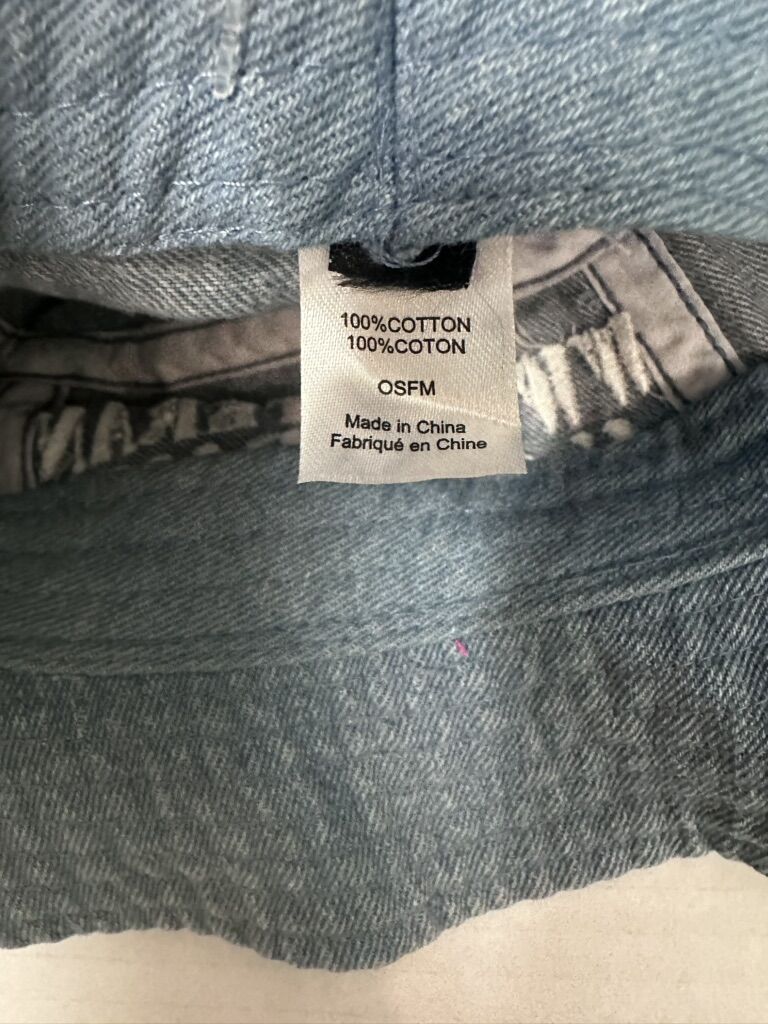 100%COTTON
100%COTON
OSFM
Made in China
Fabriqué en Chine